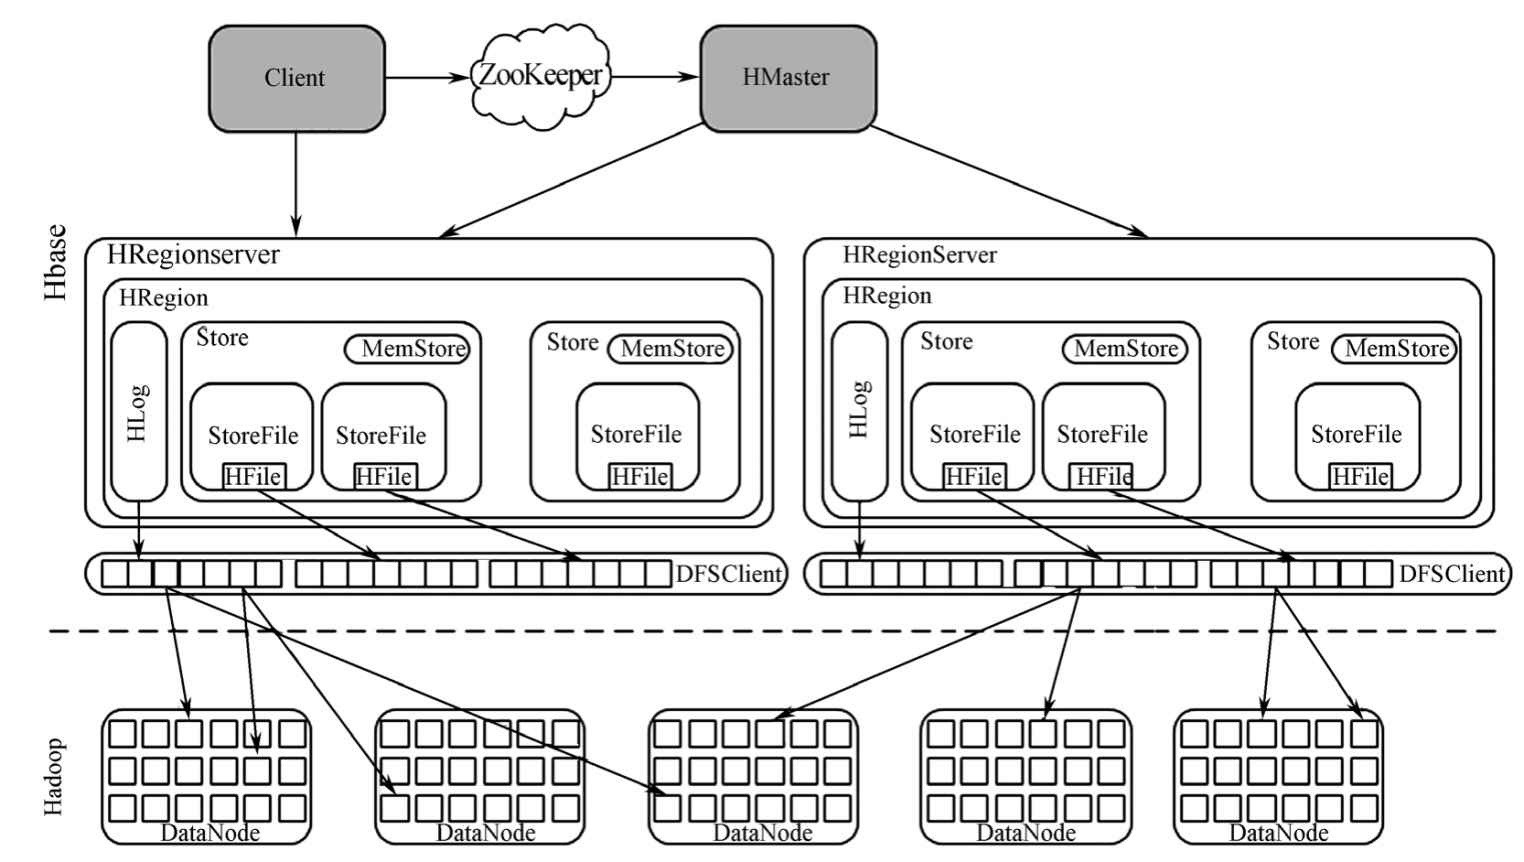 Client
ZooKeeper
HMaster
Hbase
HRegionserver
HRegion
HLog
Store
MemStore
StoreFile
HFile
StoreFile
HFile
Store
MemStore
StoreFile
HFile
HRegionServer
HRegion
HLog
Store
MemStore
StoreFile
HFile
StoreFile
HFile
Store
MemStore
StoreFile
HFile
DFSClient
DFSClient
Hadoop
DataNode
DataNode
DataNode
DataNode
DataNode